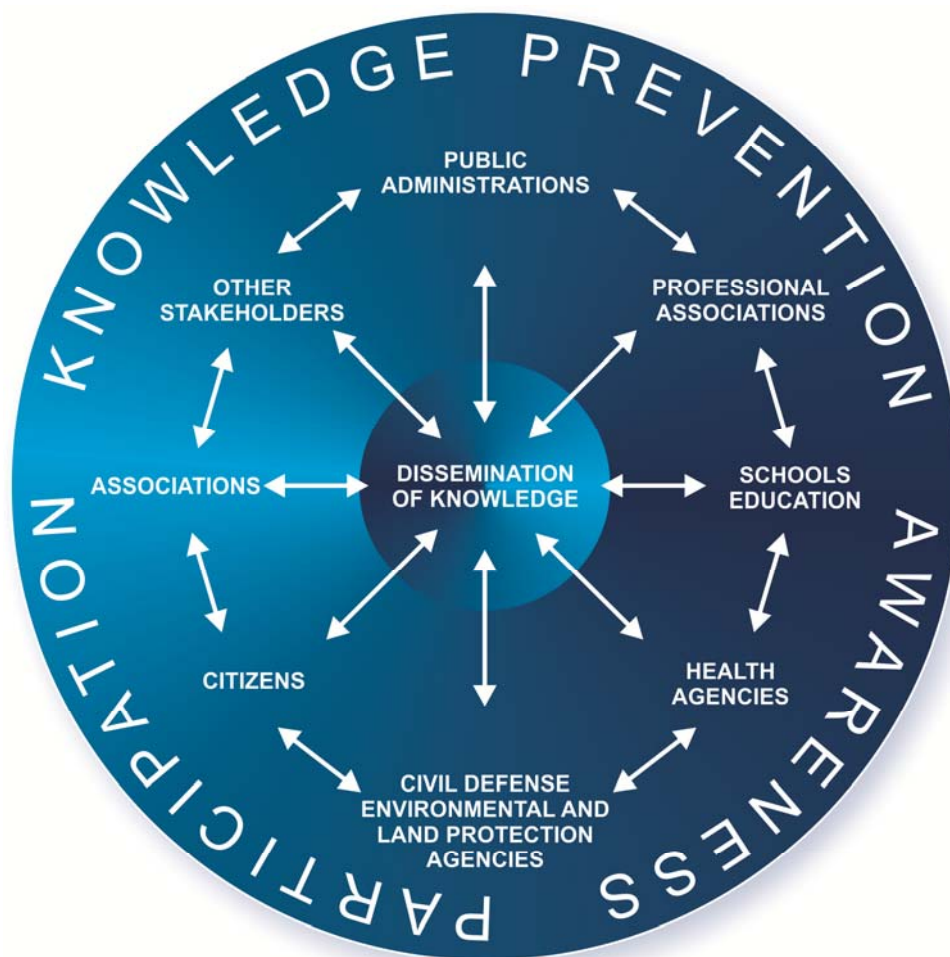 KNOWLEDGE PREVENTION
AWARENESS
PARTICIPATION
PUBLIC
ADMINISTRATIONS
OTHER
STAKEHOLDERS
PROFESSIONAL
ASSOCIATIONS
ASSOCIATIONS
DISSEMINATION
OF KNOWLEDGE
SCHOOLS
EDUCATION
CITIZENS
HEALTH
AGENCIES
CIVIL DEFENSE
ENVIRONMENTAL AND
LAND PROTECTION
AGENCIES